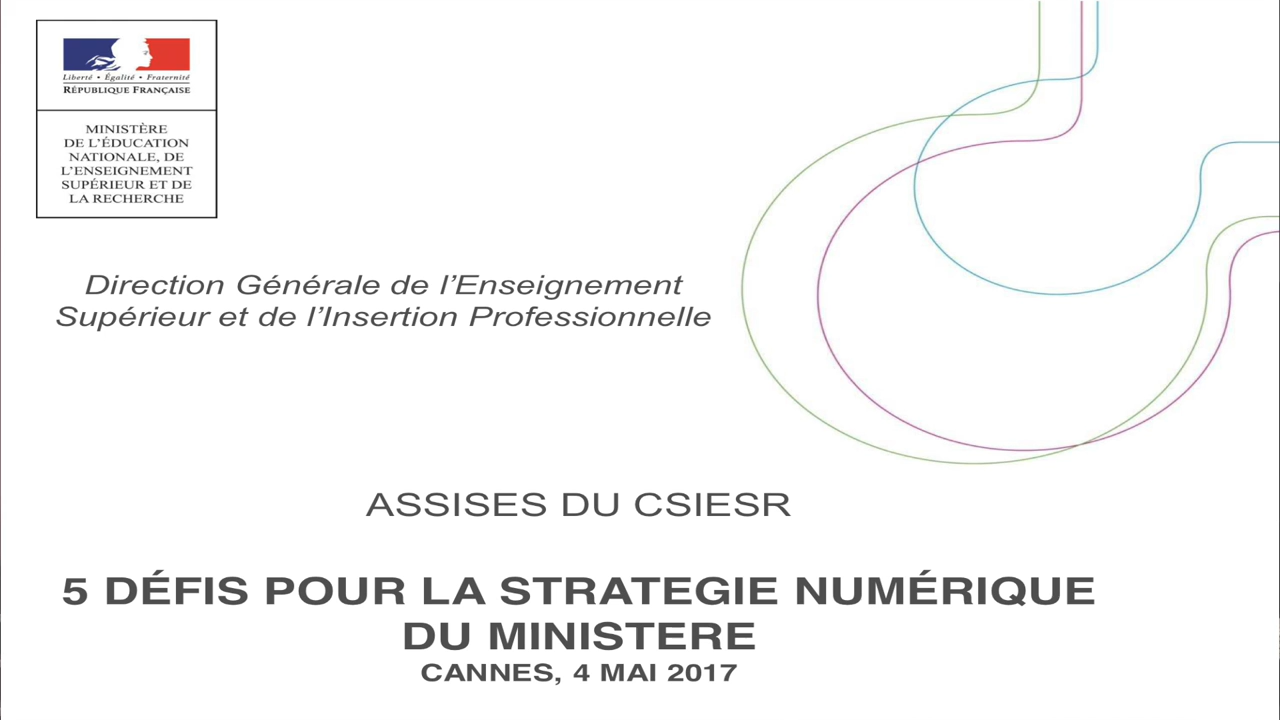 Liberté • Égalité • Fraternité
RÉPUBLIQUE FRANÇAISE
MINISTÈRE
DE L'ÉDUCATION
NATIONALE, DE
L'ENSEIGNEMENT
SUPÉRIEUR ET DE
LA RECHERCHE
Direction Générale de l'Enseignement
Supérieur et de l'Insertion Professionnelle
ASSISES DU CSIESR
5 DÉFIS POUR LA STRATEGIE NUMÉRIQUE
DU MINISTERE
CANNES, 4 MAI 2017